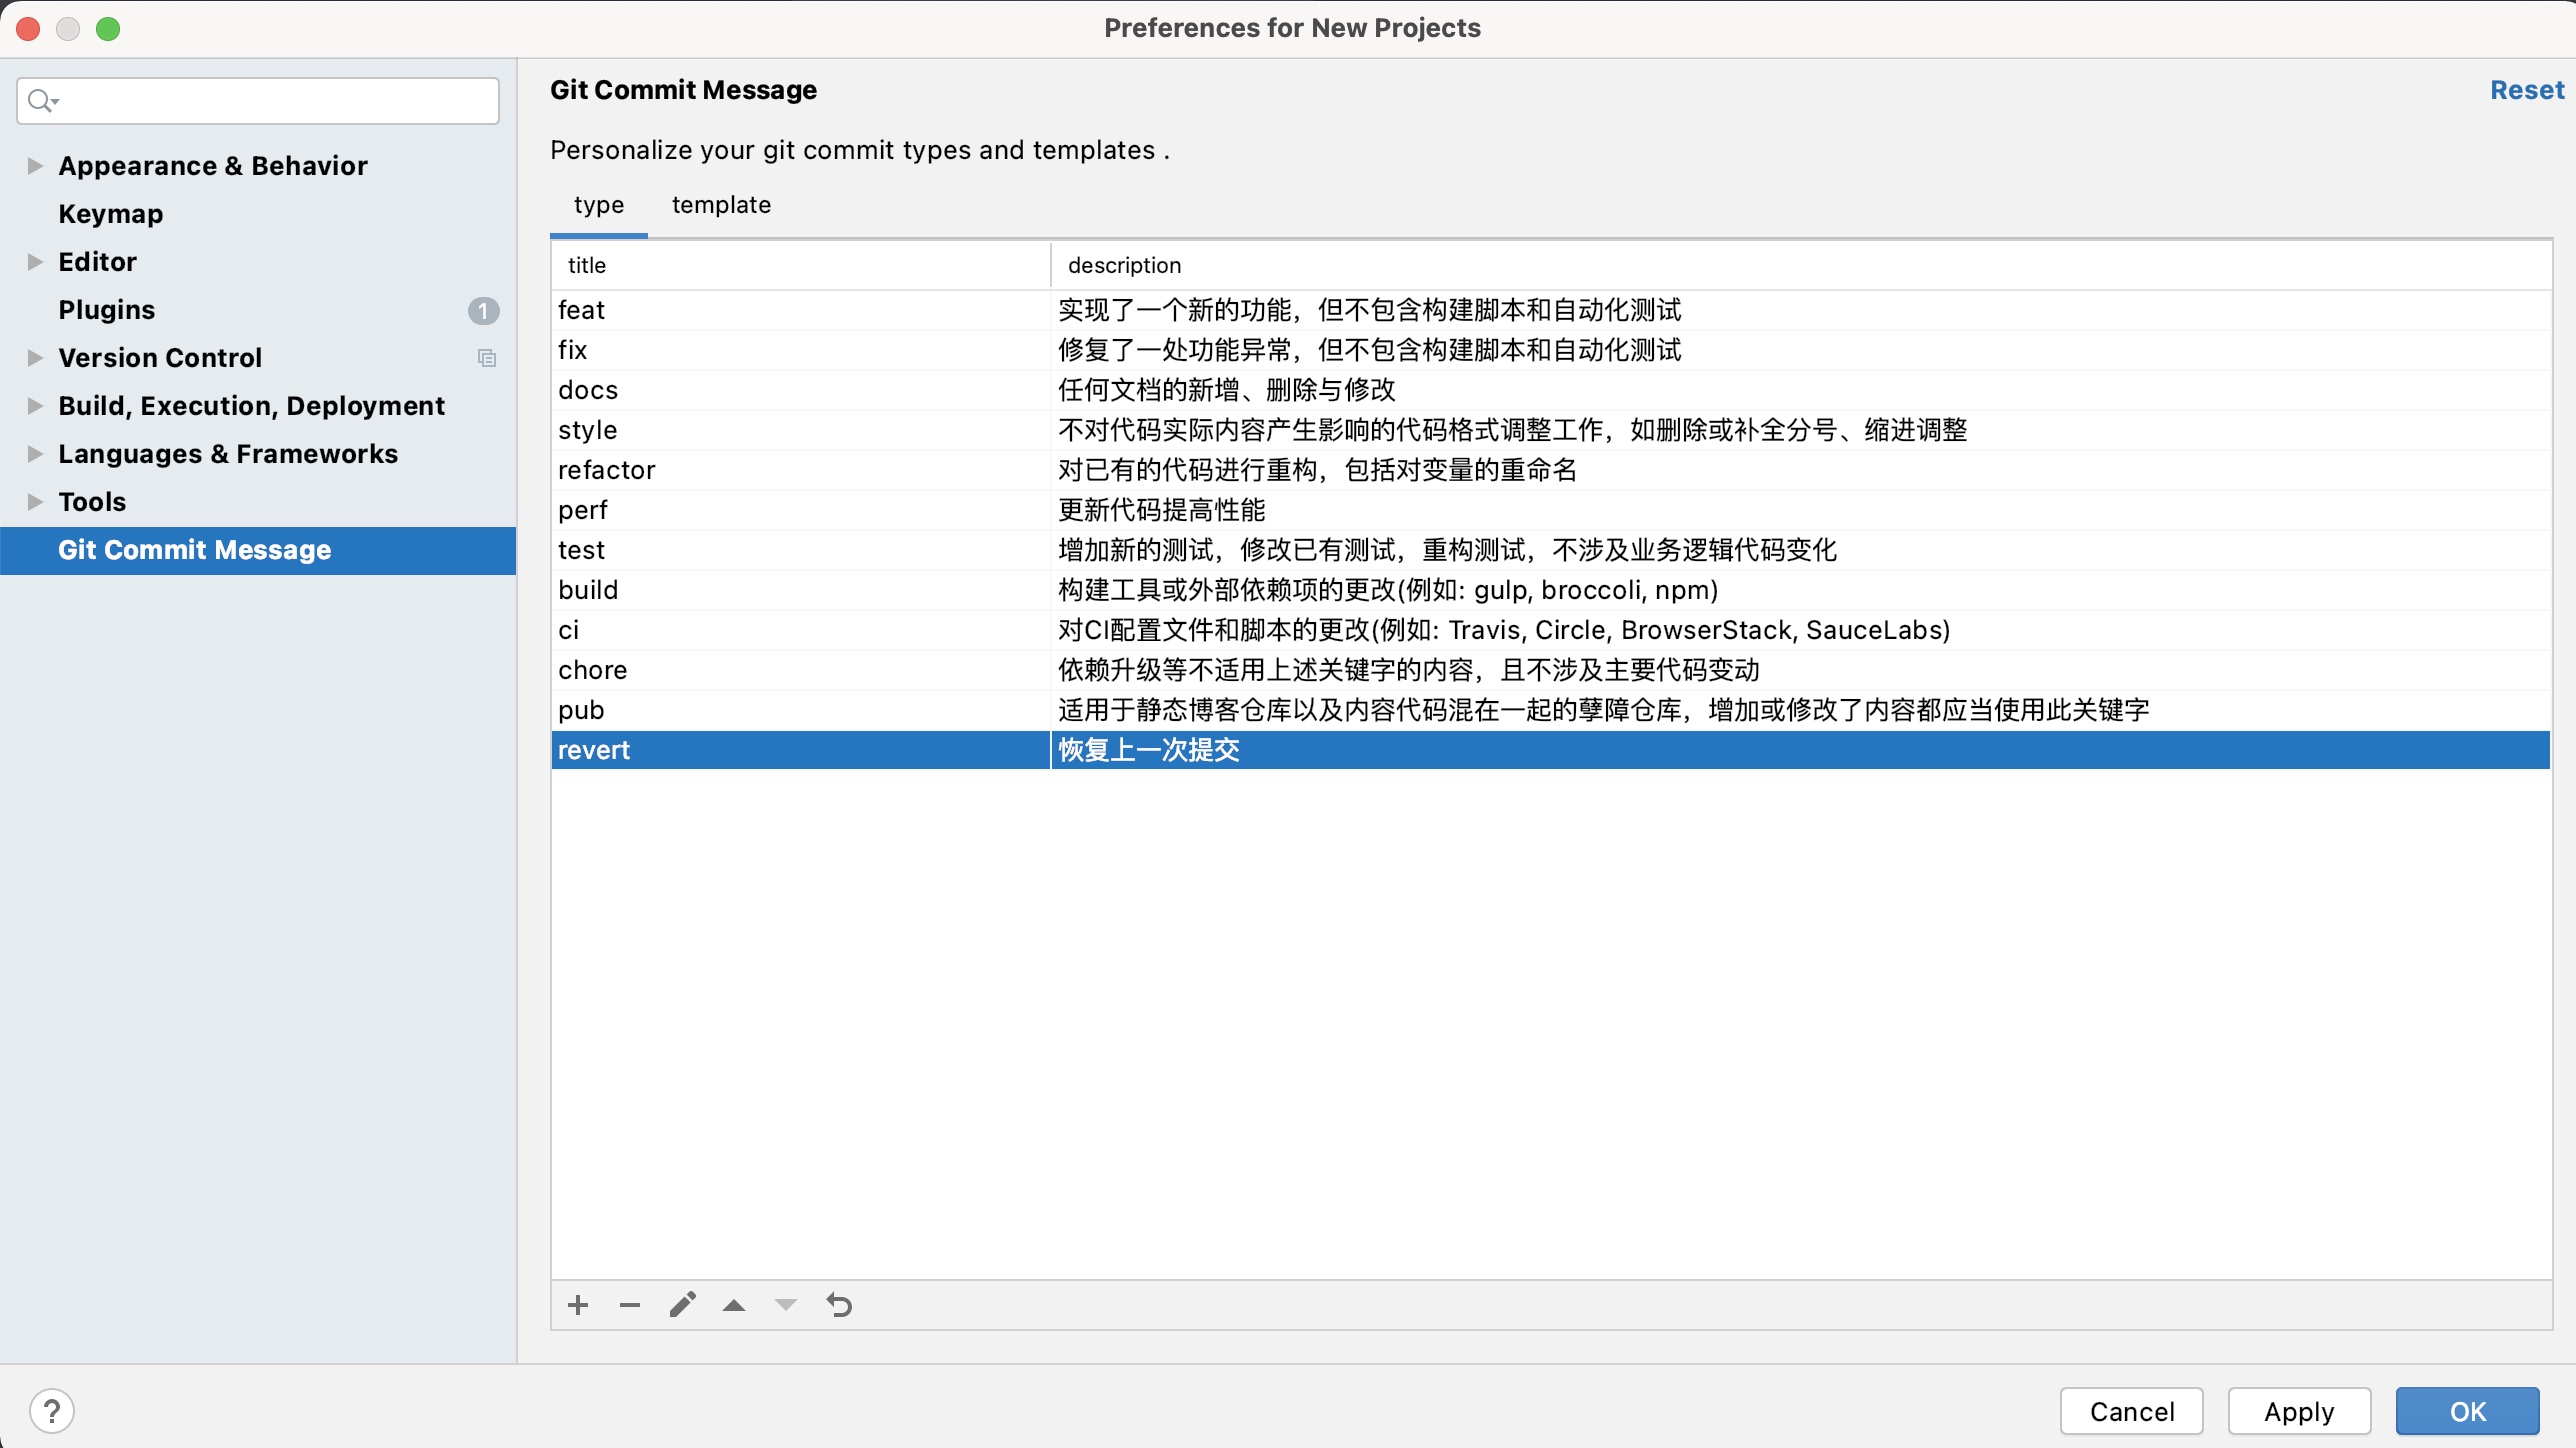 Preferences for New Projects
Appearance & Behavior
Keymap
Editor
Plugins 1
Version Control
Build, Execution, Deployment
Languages & Frameworks
Tools
Git Commit Message
Git Commit Message Reset
Personalize your git commit types and templates .
type template
title description
feat 实现了一个新的功能，但不包含构建脚本和自动化测试
fix 修复了一处功能异常，但不包含构建脚本和自动化测试
docs 任何文档的新增、删除与修改
style 不对代码实际内容产生影响的代码格式调整工作，如删除或补全分号、缩进调整
refactor 对已有的代码进行重构，包括对变量的重命名
perf 更新代码提高性能
test 增加新的测试，修改已有测试，重构测试，不涉及业务逻辑代码变化
build 构建工具或外部依赖项的更改(例如: gulp, broccoli, npm)
ci 对CI配置文件和脚本的更改(例如: Travis, Circle, BrowserStack, SauceLabs)
chore 依赖升级等不适用上述关键字的内容，且不涉及主要代码变动
pub 适用于静态博客仓库以及内容代码混在一起的孽障仓库，增加或修改了内容都应当使用此关键字
revert 恢复上一次提交
? Cancel Apply OK